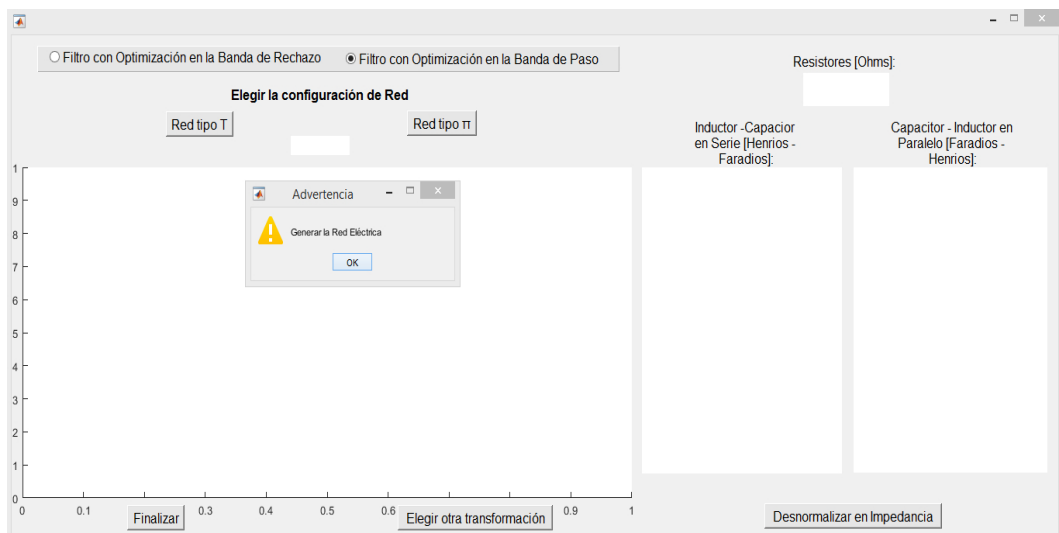 Filtro con Optimización en la Banda de Rechazo
Filtro con Optimización en la Banda de Paso
Elegir la configuración de Red
Red tipo T
Red tipo π
Resistores [Ohms]:
Inductor -Capacior
en Serie [Henrios -
Faradios]:
Capacitor - Inductor en
Paralelo [Faradios -
Henrios]:
Advertencia
Generar la Red Eléctrica
OK
1
9
8
7
6
5
4
3
2
1
0
0
0.1
0.3
0.4
0.5
0.6
0.9
1
Finalizar
Elegir otra transformación
Desnormalizar en Impedancia